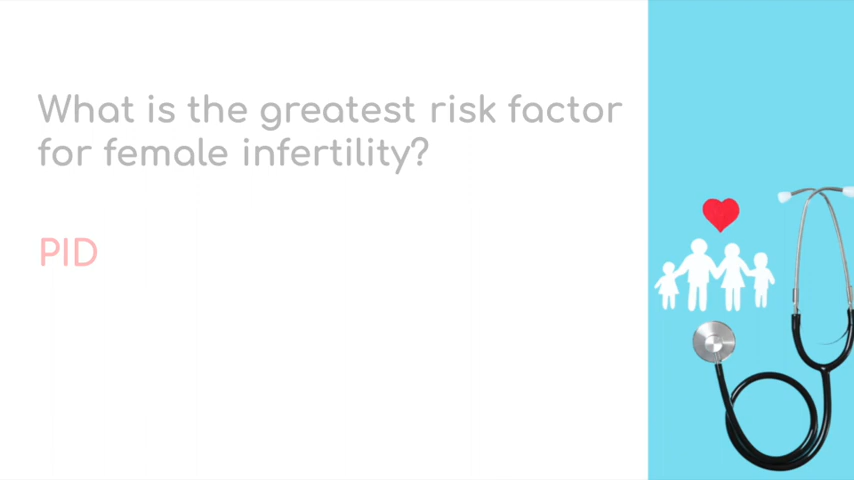 What is the greatest risk factor
for female infertility?
PID